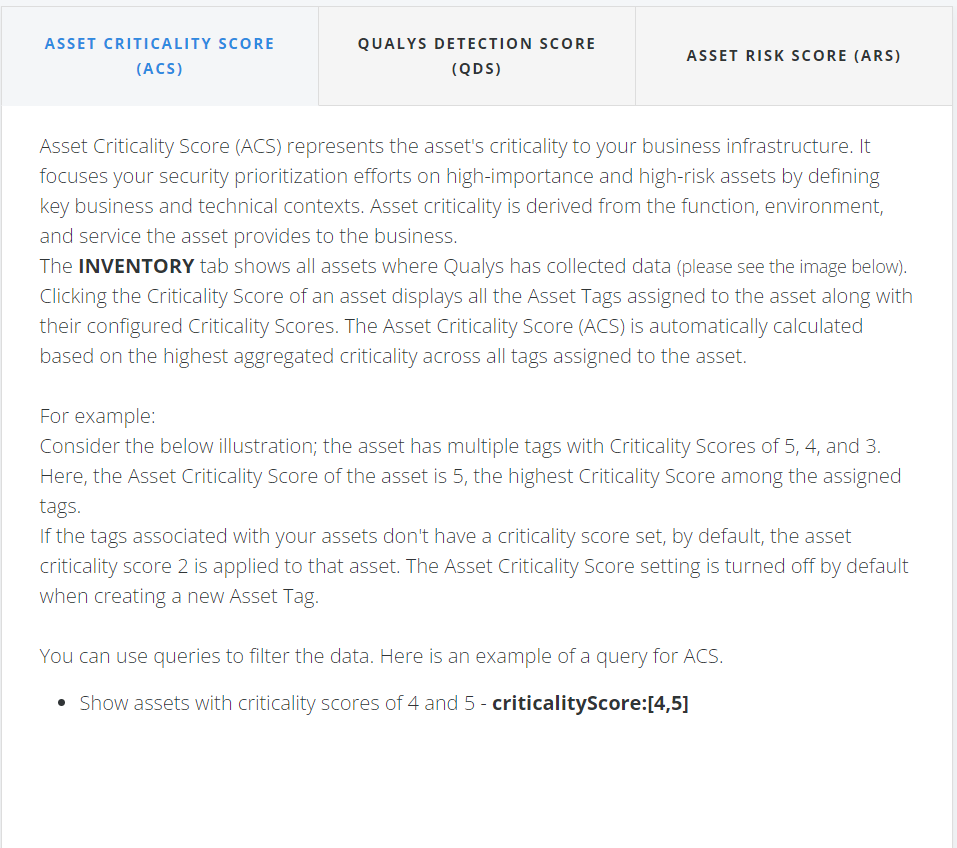 ASSET CRITICALITY SCORE
(ACS)
QUALYS DETECTION SCORE
(QDS)
ASSET RISK SCORE (ARS)
Asset Criticality Score (ACS) represents the asset's criticality to your business infrastructure. It
focuses your security prioritization efforts on high-importance and high-risk assets by defining
key business and technical contexts. Asset criticality is derived from the function, environment,
and service the asset provides to the business.
The INVENTORY tab shows all assets where Qualys has collected data (please see the image below).
Clicking the Criticality Score of an asset displays all the Asset Tags assigned to the asset along with
their configured Criticality Scores. The Asset Criticality Score (ACS) is automatically calculated
based on the highest aggregated criticality across all tags assigned to the asset.
For example:
Consider the below illustration; the asset has multiple tags with Criticality Scores of 5, 4, and 3.
Here, the Asset Criticality Score of the asset is 5, the highest Criticality Score among the assigned
tags.
If the tags associated with your assets don't have a criticality score set, by default, the asset
criticality score 2 is applied to that asset. The Asset Criticality Score setting is turned off by default
when creating a new Asset Tag.
You can use queries to filter the data. Here is an example of a query for ACS.
• Show assets with criticality scores of 4 and 5 - criticalityScore:[4,5]